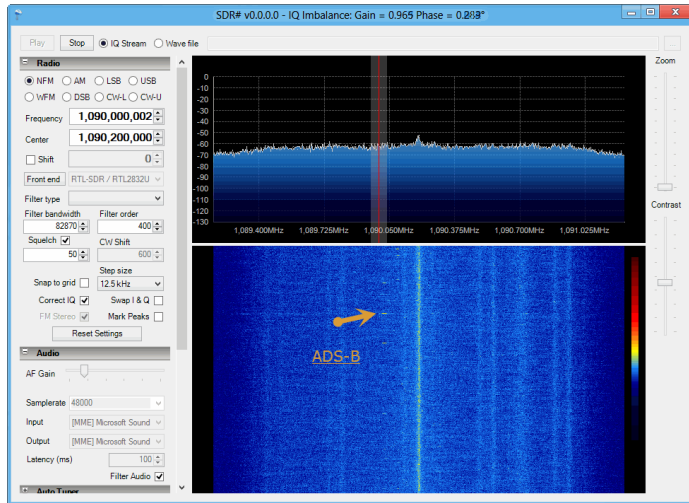 SDR# v0.0.0.0 - IQ Imbalance: Gain = 0.965 Phase =
Play Stop IQ Stream Wave file ...
Radio
NFM AM LSB USB
WFM DSB CW-L CW-U
Frequency 1,090,000,002
Center 1,090,200,000
Shift 0
Front end RTL-SDR / RTL2832U
Filter type
Filter bandwidth Filter order
82870 400
Squelch CW Shift
50 600
Step size
Snap to grid 12.5 kHz
Correct IQ Swap I & Q
FM Stereo Mark Peaks
Reset Settings
Audio
AF Gain
Samplerate 48000
Input [MME] Microsoft Sound
Output [MME] Microsoft Sound
Latency (ms) 100
Filter Audio
Auto Tuner
0
-10
-20
-30
-40
-50
-60
-70
-80
-90
-100
-110
-120
-130
1,089.400MHz 1,089.725MHz 1,090.050MHz 1,090.375MHz 1,090.700MHz 1,091.025MHz
ADS-B
Zoom
Contrast